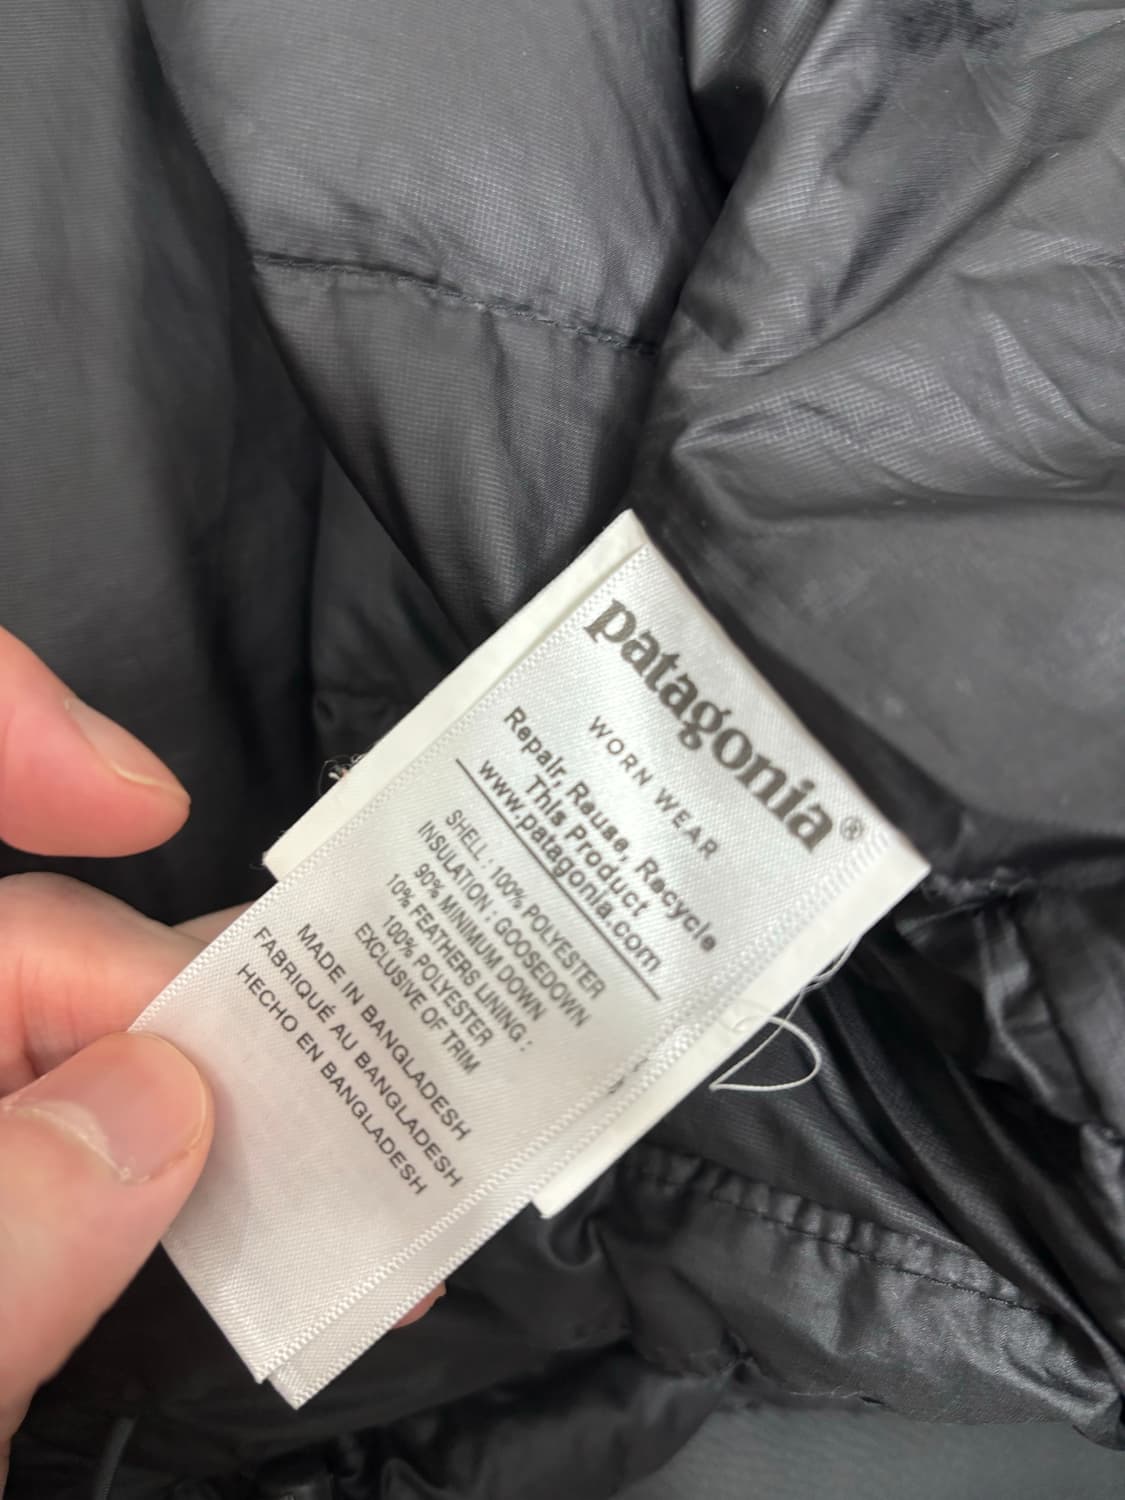 patagonia®
WORN WEAR
Repair, Reuse, Recycle
This Product
www.patagonia.com
SHELL : 100% POLYESTER
INSULATION : GOOSEDOWN
90% MINIMUM DOWN
10% FEATHERS LINING :
100% POLYESTER
EXCLUSIVE OF TRIM
MADE IN BANGLADESH
FABRIQUÉ AU BANGLADESH
HECHO EN BANGLADESH